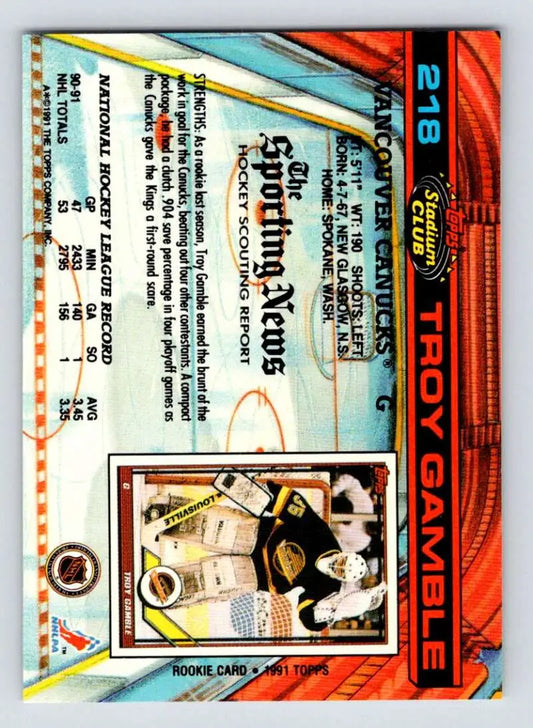 218
Topps
Stadium
CLUB
TROY GAMBLE
VANCOUVER CANUCKS® G
HT: 5'11" WT: 190 SHOOTS: LEFT
BORN: 4-7-67, NEW GLASGOW, N.S.
HOME: SPOKANE, WASH.
The
Sporting News
HOCKEY SCOUTING REPORT
STRENGTHS: As a rookie last season, Troy Gamble earned the brunt of the
work in goal for the Canucks, beating out four other contestants. A compact
package, he had a clutch .904 save percentage in four playoff games as
the Canucks gave the Kings a first-round scare.
NATIONAL HOCKEY LEAGUE RECORD
GP MIN GA SO AVG
90-91 47 2433 140 1 3.45
NHL TOTALS 53 2795 156 1 3.35
A*©1991 THE TOPPS COMPANY, INC.
Topps
LOUISVILLE
35
G TROY GAMBLE
ROOKIE CARD • 1991 TOPPS
NHL
NHLPA ™